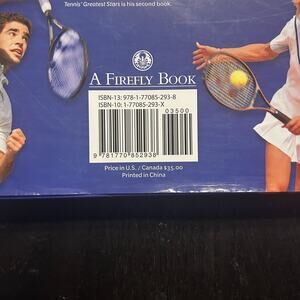 Tennis' Greatest Stars is his second book.
A FIREFLY BOOK
ISBN-13: 978-1-77085-293-8
ISBN-10: 1-77085-293-X
03500
9 781770 852938
Price in U.S. / Canada $35.00
Printed in China